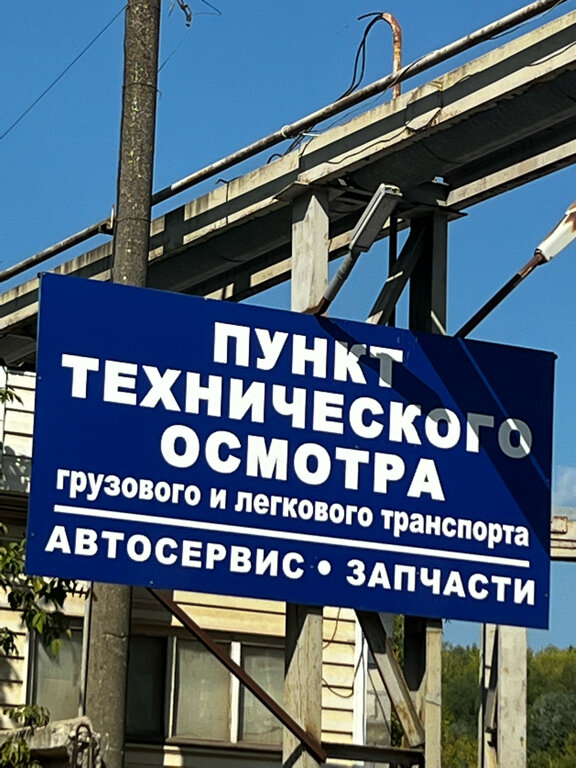 ПУНКТ
ТЕХНИЧЕСКОГО
ОСМОТРА
грузового и легкового транспорта
АВТОСЕРВИС • ЗАПЧАСТИ